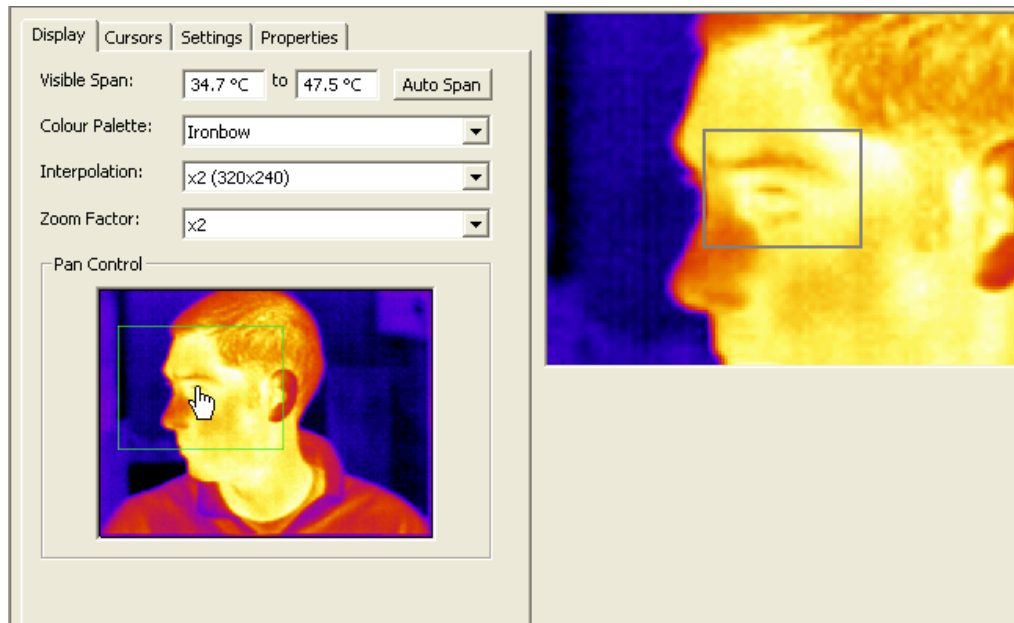 Display Cursors Settings Properties
Visible Span: 34.7 °C to 47.5 °C Auto Span
Colour Palette: Ironbow
Interpolation: x2 (320x240)
Zoom Factor: x2
Pan Control